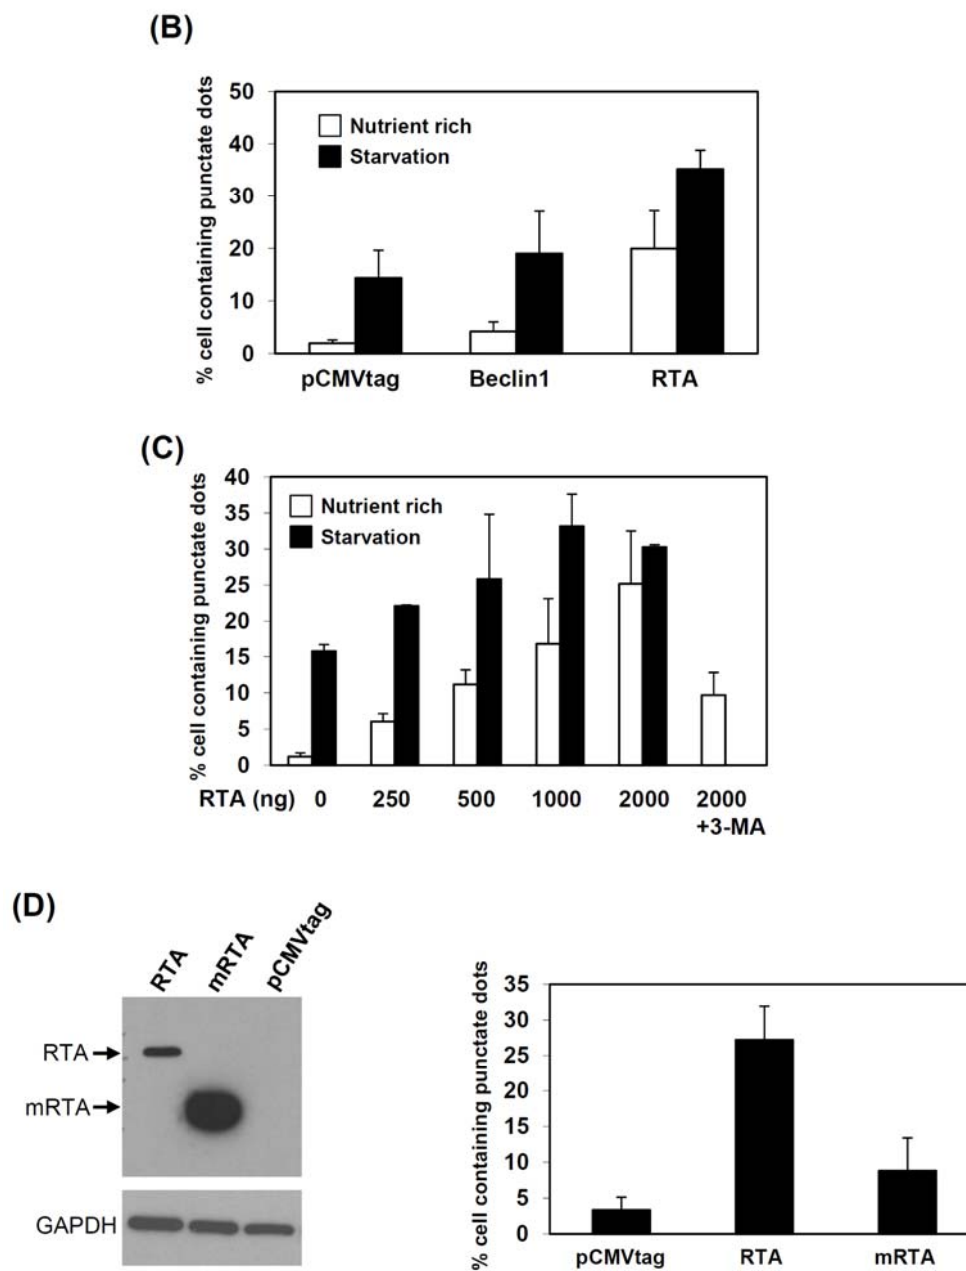 (B)
% cell containing punctate dots
50
40
30
20
10
0
Nutrient rich
Starvation
pCMVtag Beclin1 RTA
(C)
% cell containing punctate dots
40
35
30
25
20
15
10
5
0
Nutrient rich
Starvation
RTA (ng) 0 250 500 1000 2000 2000
+3-MA
(D)
RTA mRTA pCMVtag
RTA
mRTA
GAPDH
% cell containing punctate dots
35
30
25
20
15
10
5
0
pCMVtag RTA mRTA